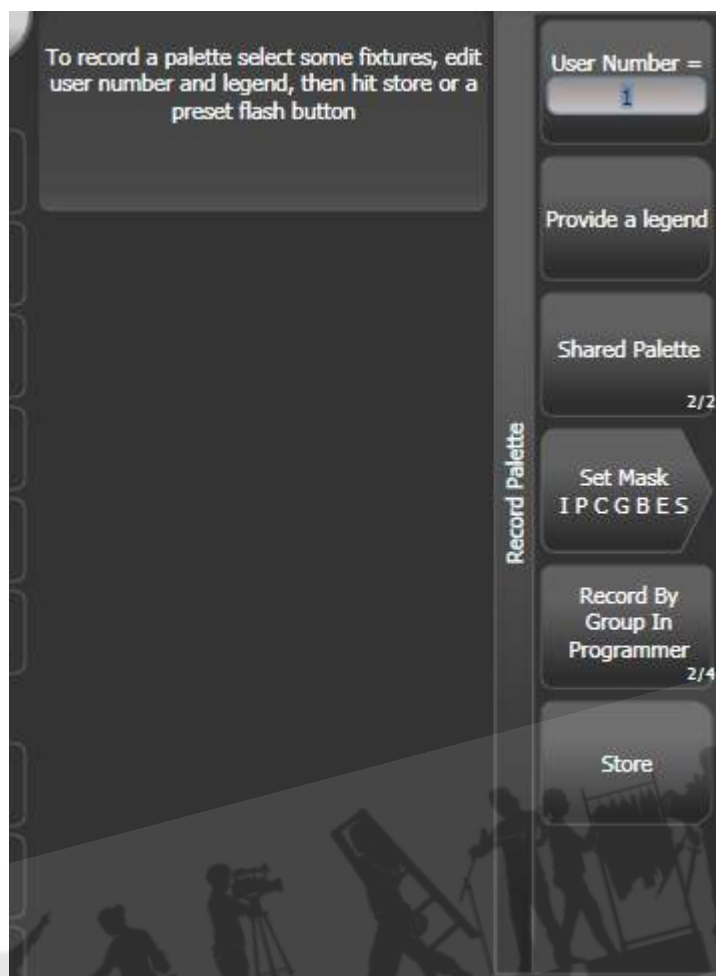 To record a palette select some fixtures, edit
user number and legend, then hit store or a
preset flash button
Record Palette
User Number =
1
Provide a legend
Shared Palette
2/2
Set Mask
I P C G B E S
Record By
Group In
Programmer
2/4
Store